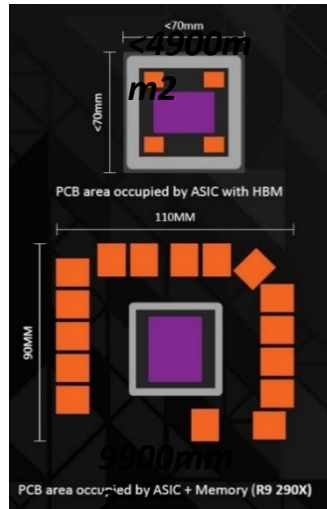 <70mm
<4900m
m2
<70mm
PCB area occupied by ASIC with HBM
110MM
90MM
9900mm
PCB area occupied by ASIC + Memory (R9 290X)